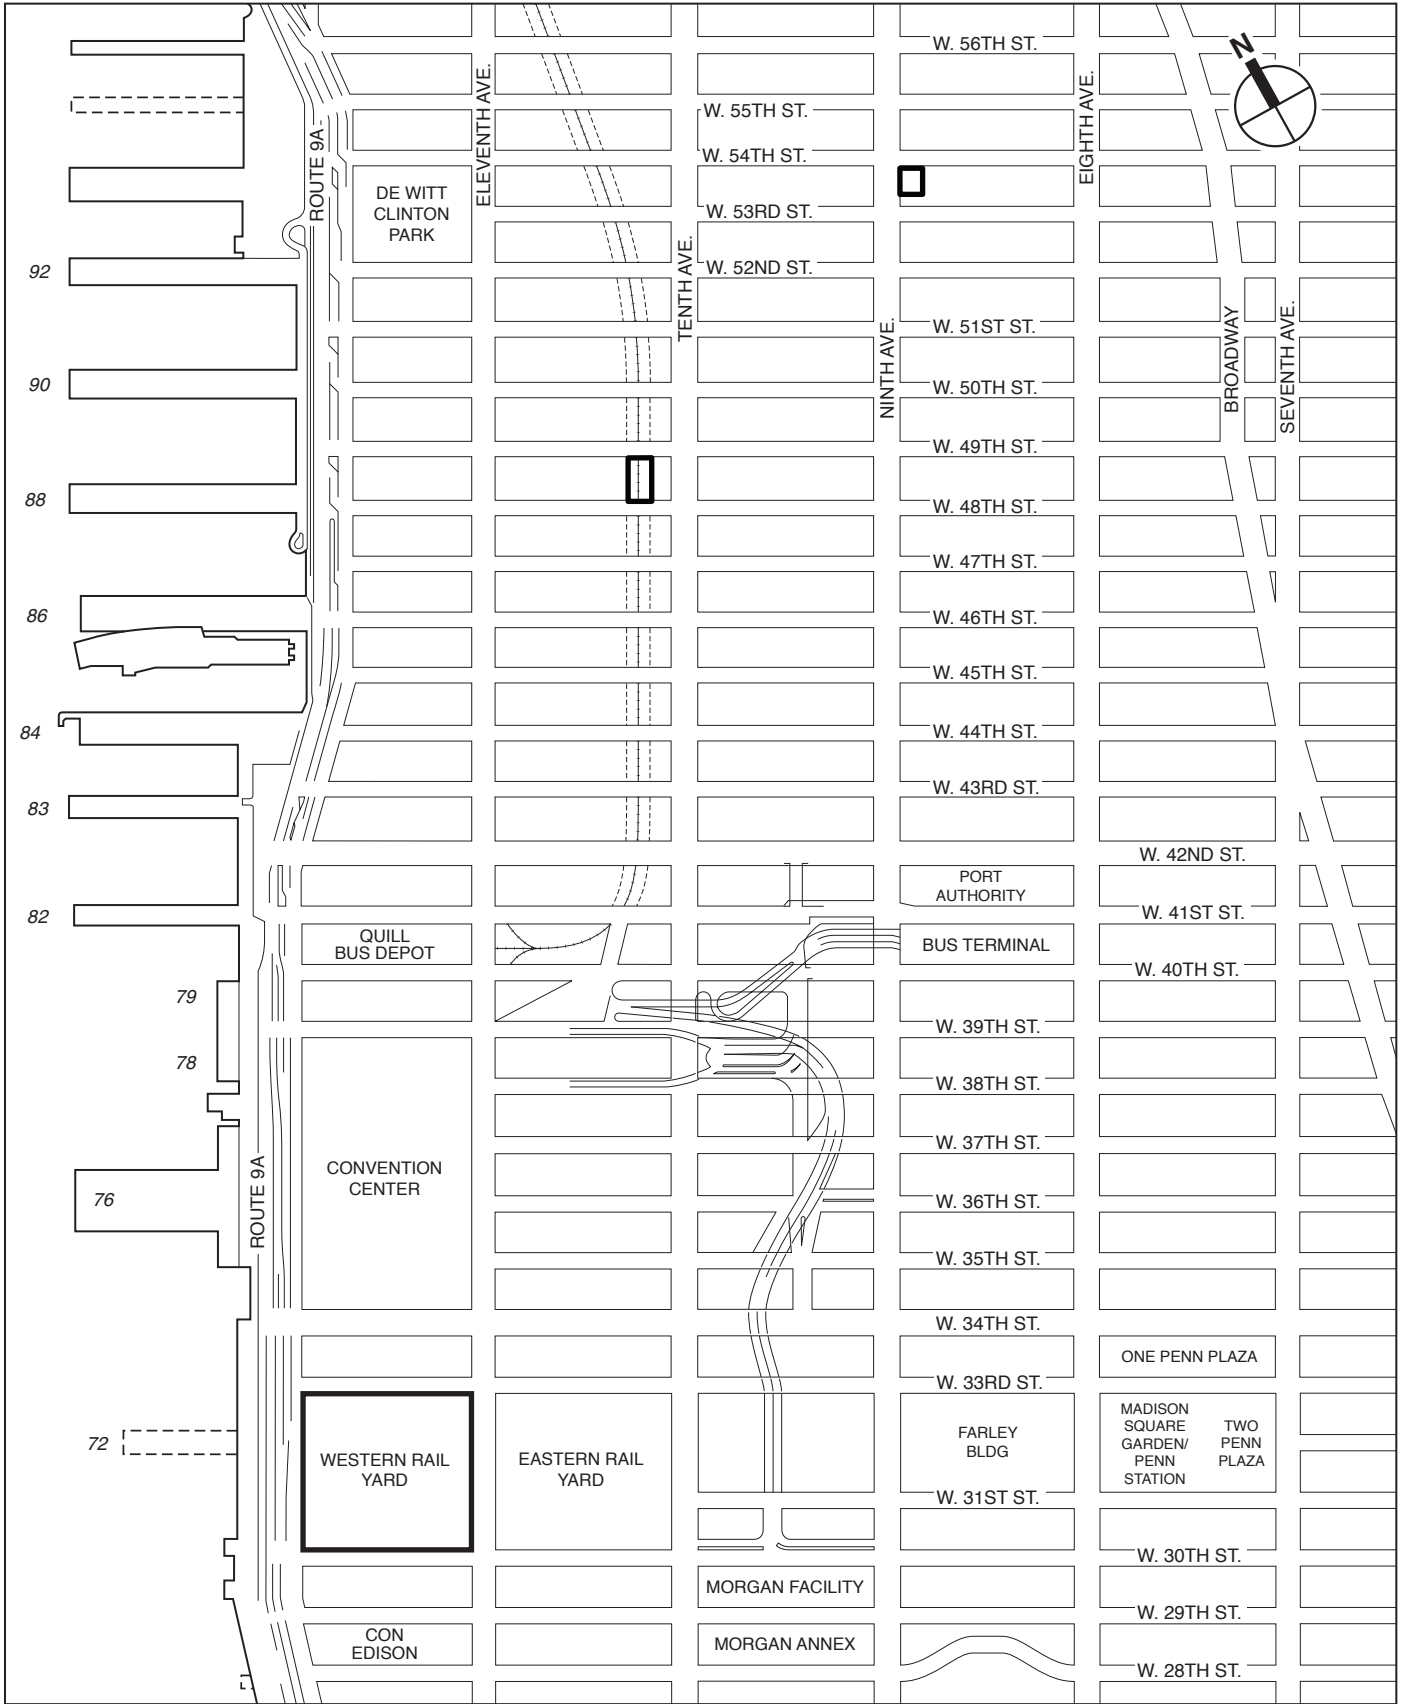 W. 56TH ST.
N
ELEVENTH AVE.
EIGHTH AVE.
W. 55TH ST.
ROUTE 9A
W. 54TH ST.
DE WITT
CLINTON
PARK
W. 53RD ST.
TENTH AVE.
W. 52ND ST.
92
NINTH AVE.
W. 51ST ST.
BROADWAY
SEVENTH AVE.
90
W. 50TH ST.
W. 49TH ST.
88
W. 48TH ST.
W. 47TH ST.
86
W. 46TH ST.
W. 45TH ST.
84
W. 44TH ST.
83
W. 43RD ST.
W. 42ND ST.
PORT
AUTHORITY
82
W. 41ST ST.
QUILL
BUS DEPOT
BUS TERMINAL
W. 40TH ST.
79
W. 39TH ST.
78
W. 38TH ST.
W. 37TH ST.
ROUTE 9A
CONVENTION
CENTER
76
W. 36TH ST.
W. 35TH ST.
W. 34TH ST.
ONE PENN PLAZA
W. 33RD ST.
72
WESTERN RAIL
YARD
EASTERN RAIL
YARD
FARLEY
BLDG
MADISON
SQUARE
GARDEN/
PENN
STATION
TWO
PENN
PLAZA
W. 31ST ST.
W. 30TH ST.
MORGAN FACILITY
W. 29TH ST.
CON
EDISON
MORGAN ANNEX
W. 28TH ST.